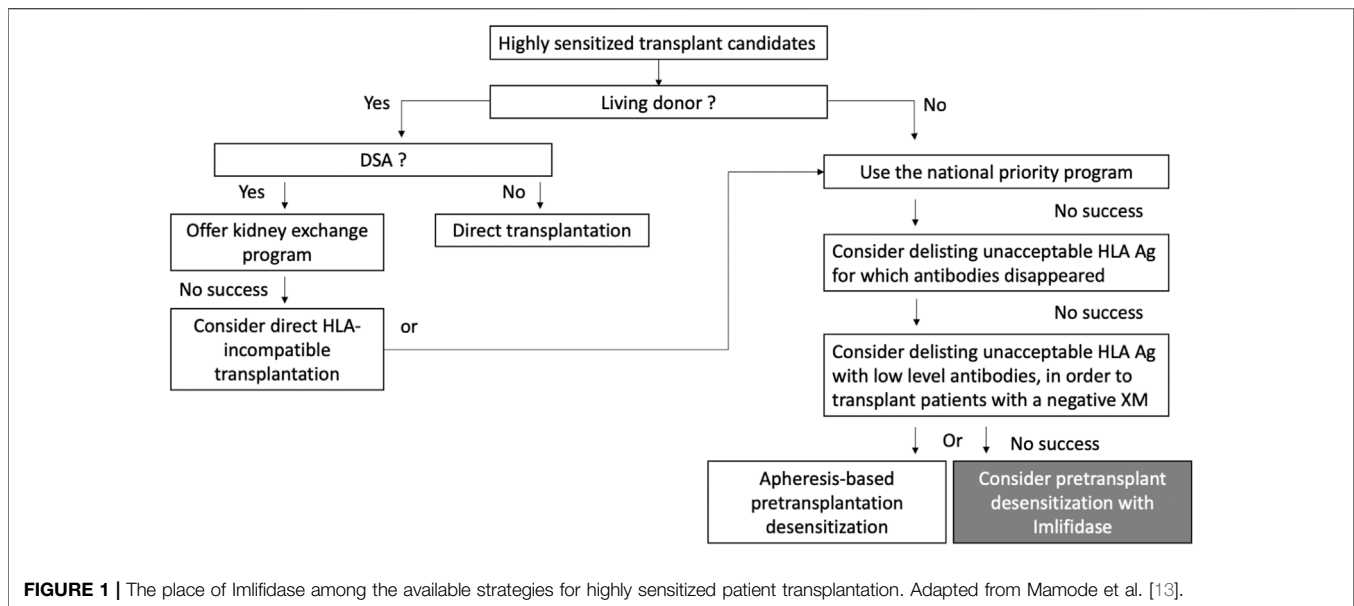 Highly sensitized transplant candidates
Yes
Living donor ?
No
DSA ?
Use the national priority program
Yes
No
No success
Offer kidney exchange
program
Direct transplantation
Consider delisting unacceptable HLA Ag
for which antibodies disappeared
No success
No success
Consider direct HLA-
incompatible
transplantation
or
Consider delisting unacceptable HLA Ag
with low level antibodies, in order to
transplant patients with a negative XM
Or
No success
Apheresis-based
pretransplantation
desensitization
Consider pretransplant
desensitization with
Imlifidase
FIGURE 1 | The place of Imlifidase among the available strategies for highly sensitized patient transplantation. Adapted from Mamode et al. [13].